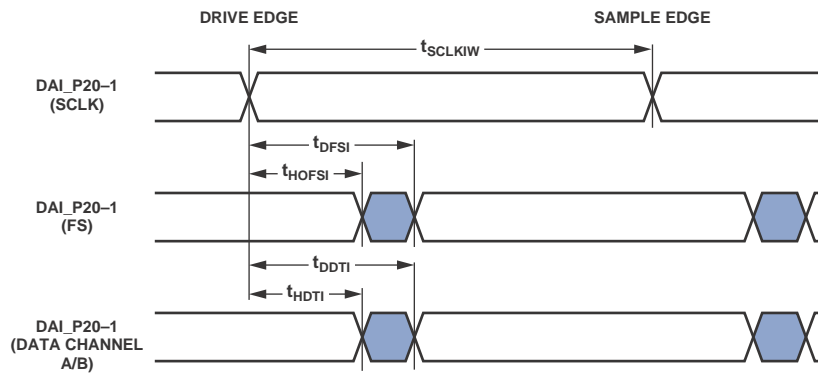 DRIVE EDGE
SAMPLE EDGE
tSCLKIW
DAI_P20–1
(SCLK)
tDFSI
tHOFSI
DAI_P20–1
(FS)
tDDTI
tHDTI
DAI_P20–1
(DATA CHANNEL
A/B)